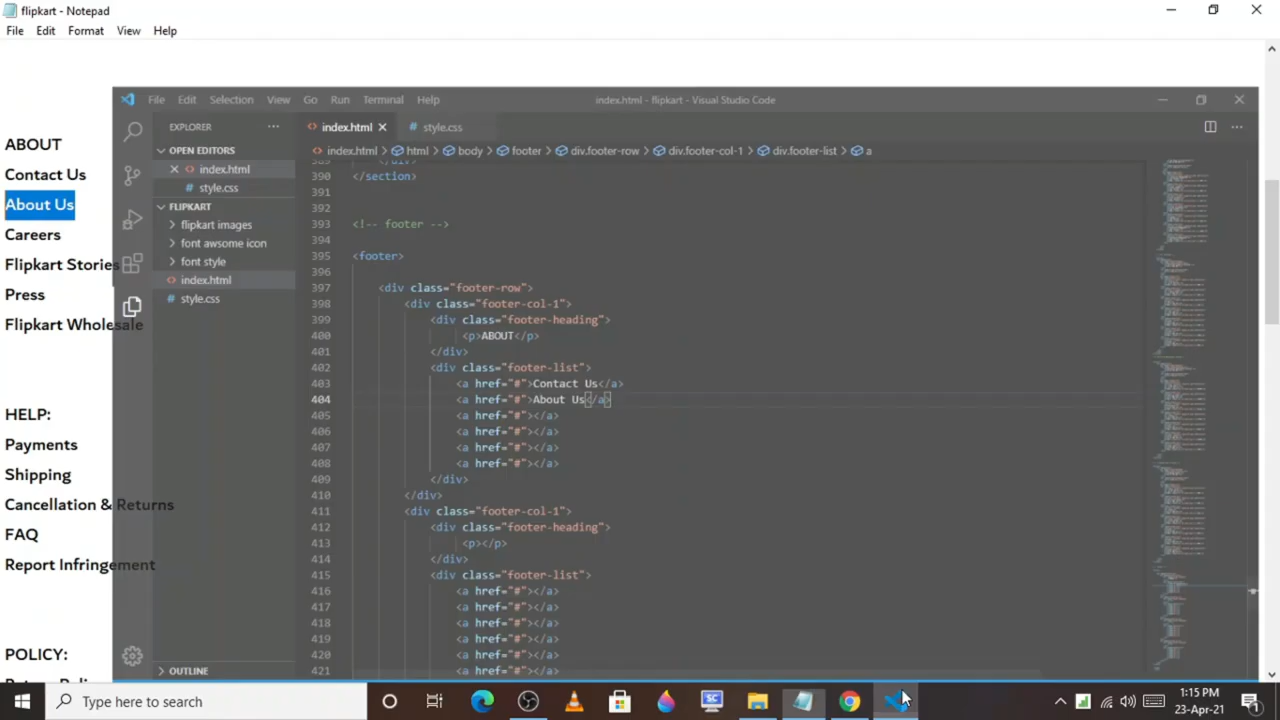 flipkart - Notepad
File Edit Format View Help
ABOUT
Contact Us
About Us
Careers
Flipkart Stories
Press
Flipkart Wholesale
HELP:
Payments
Shipping
Cancellation & Returns
FAQ
Report Infringement
POLICY:
File Edit Selection View Go Run Terminal Help index.html - flipkart - Visual Studio Code
EXPLORER
OPEN EDITORS
index.html
style.css
FLIPKART
flipkart images
font awsome icon
font style
index.html
style.css
OUTLINE
index.html style.css
index.html > html > body > footer > div.footer-row > div.footer-col-1 > div.footer-list > a
390 </section>
391
392
393 <!-- footer -->
394
395 <footer>
396
397 <div class="footer-row">
398 <div class="footer-col-1">
399 <div class="footer-heading">
400 <p>ABOUT</p>
401 </div>
402 <div class="footer-list">
403 <a href="#">Contact Us</a>
404 <a href="#">About Us</a>
405 <a href="#"></a>
406 <a href="#"></a>
407 <a href="#"></a>
408 <a href="#"></a>
409 </div>
410 </div>
411 <div class="footer-col-1">
412 <div class="footer-heading">
413 <p></p>
414 </div>
415 <div class="footer-list">
416 <a href="#"></a>
417 <a href="#"></a>
418 <a href="#"></a>
419 <a href="#"></a>
420 <a href="#"></a>
421 <a href="#"></a>
Type here to search
1:15 PM
23-Apr-21